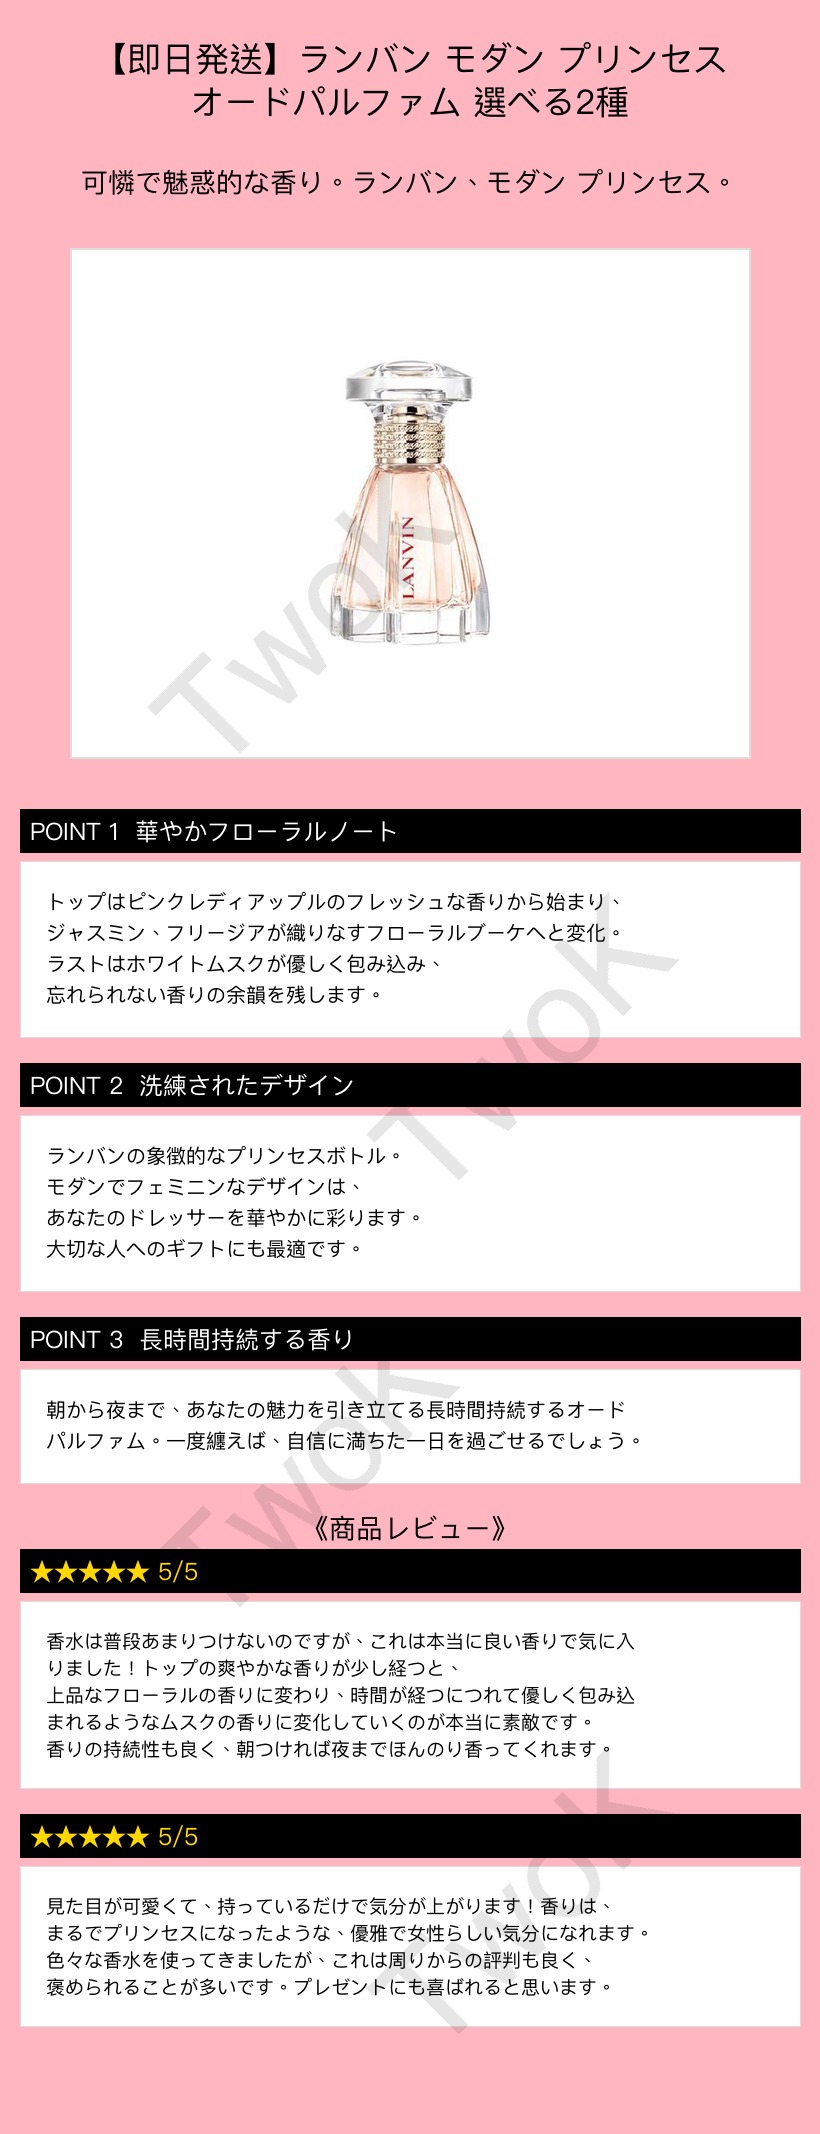 【即日発送】ランバン モダン プリンセス
オードパルファム 選べる2種
可憐で魅惑的な香り。ランバン、モダン プリンセス。
LANVIN
TwoK
POINT 1 華やかフローラルノート
トップはピンクレディアップルのフレッシュな香りから始まり、
ジャスミン、フリージアが織りなすフローラルブーケへと変化。
ラストはホワイトムスクが優しく包み込み、
忘れられない香りの余韻を残します。
TwoK
POINT 2 洗練されたデザイン
ランバンの象徴的なプリンセスボトル。
モダンでフェミニンなデザインは、
あなたのドレッサーを華やかに彩ります。
大切な人へのギフトにも最適です。
POINT 3 長時間持続する香り
朝から夜まで、あなたの魅力を引き立てる長時間持続するオード
パルファム。一度纏えば、自信に満ちた一日を過ごせるでしょう。
TwoK
《商品レビュー》
★★★★★ 5/5
香水は普段あまりつけないのですが、これは本当に良い香りで気に入
りました！トップの爽やかな香りが少し経つと、
上品なフローラルの香りに変わり、時間が経つにつれて優しく包み込
まれるようなムスクの香りに変化していくのが本当に素敵です。
香りの持続性も良く、朝つければ夜までほんのり香ってくれます。
★★★★★ 5/5
見た目が可愛くて、持っているだけで気分が上がります！香りは、
まるでプリンセスになったような、優雅で女性らしい気分になれます。
色々な香水を使ってきましたが、これは周りからの評判も良く、
褒められることが多いです。プレゼントにも喜ばれると思います。
TwoK